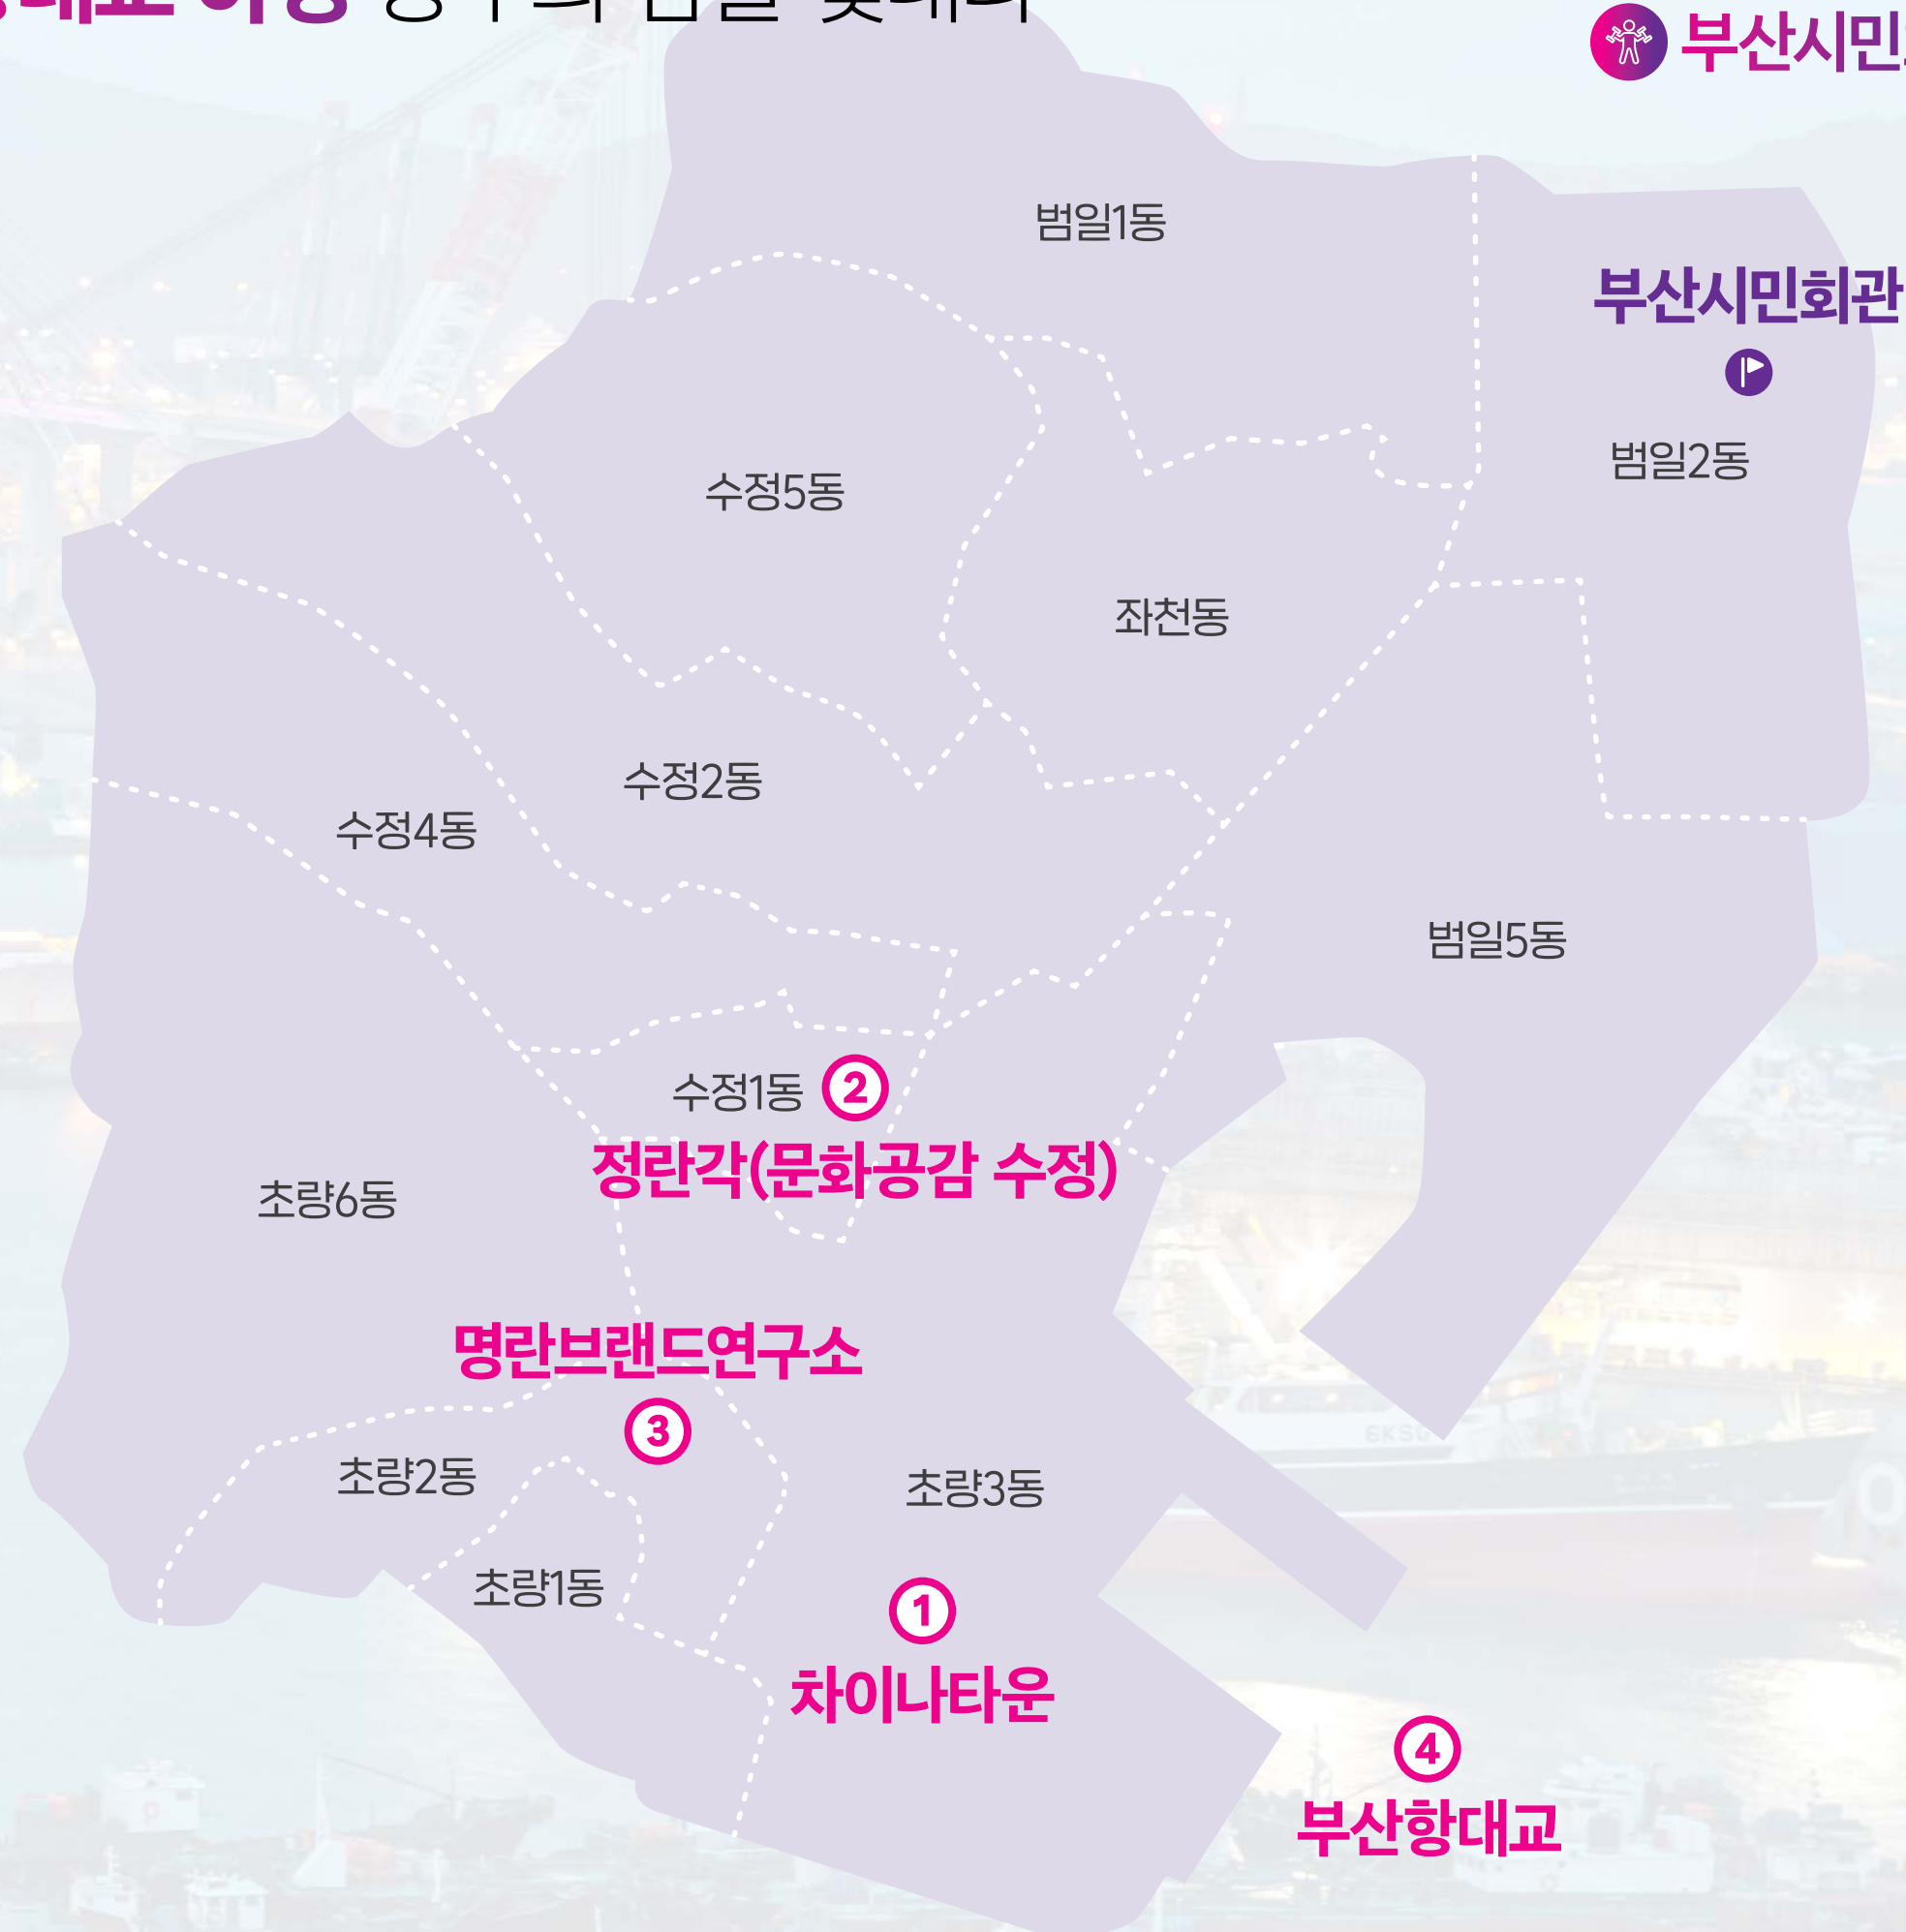 부산시민
범일1동
부산시민회관
범일2동
수정5동
좌천동
수정2동
수정4동
범일5동
수정1동 2
정란각(문화공감 수정)
초량6동
명란브랜드연구소
3
초량2동
초량3동
초량1동
1
차이나타운
4
부산항대교